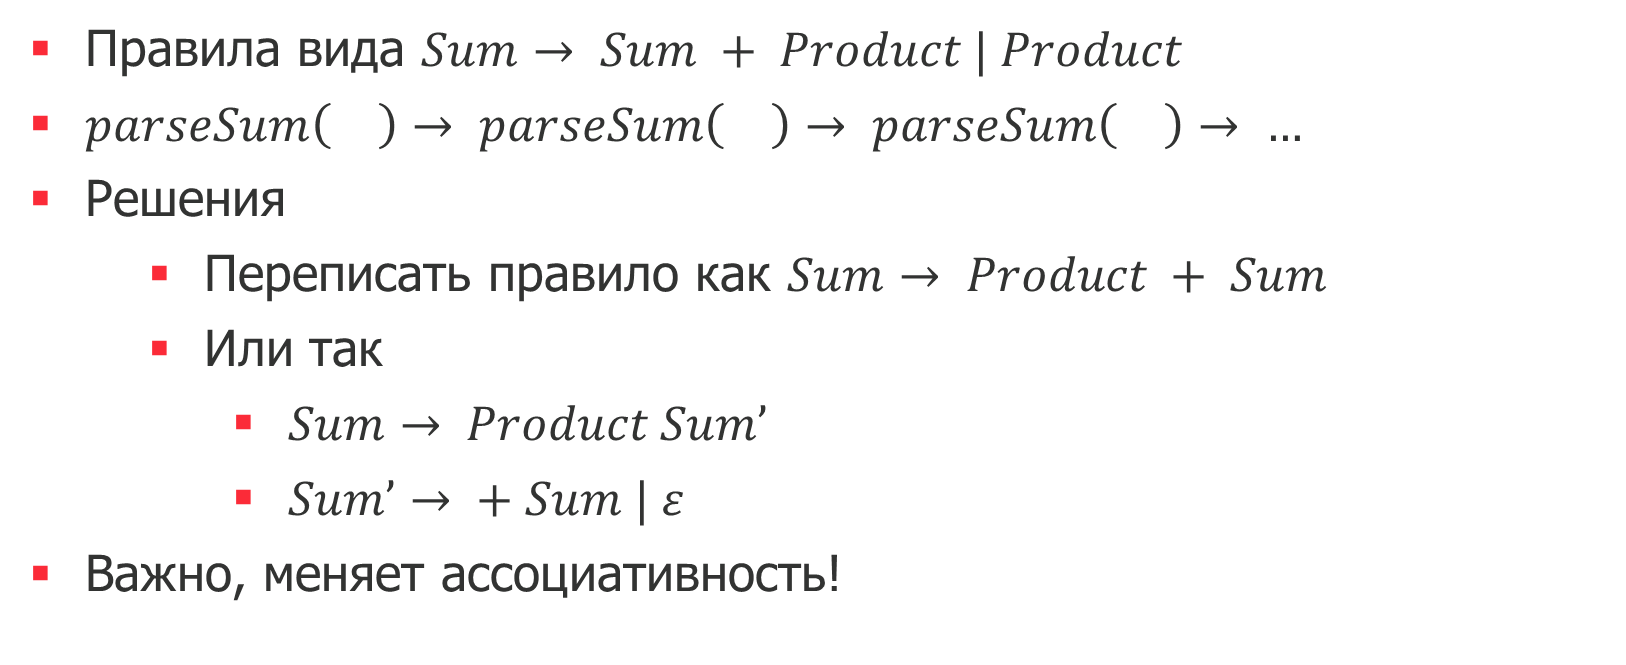 ▪ Правила вида Sum → Sum + Product | Product
▪ parseSum( ) → parseSum( ) → parseSum( ) → ...
▪ Решения
▪ Переписать правило как Sum → Product + Sum
▪ Или так
▪ Sum → Product Sum’
▪ Sum’ → + Sum | ε
▪ Важно, меняет ассоциативность!